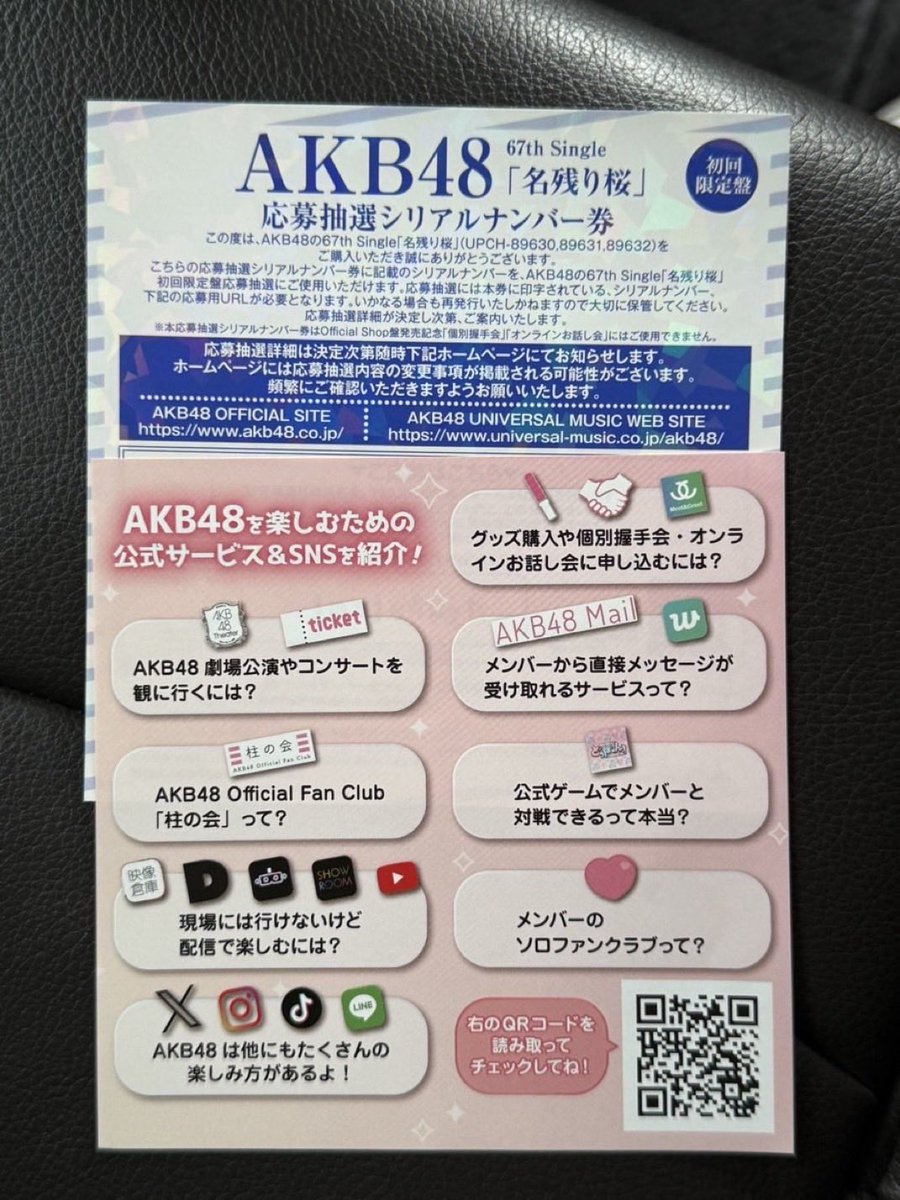 AKB48
67th Single
「名残り桜」
初回
限定盤
応募抽選シリアルナンバー券
この度は、AKB48の67th Single「名残り桜」(UPCH-89630,89631,89632)を
ご購入いただき誠にありがとうございます。
こちらの応募抽選シリアルナンバー券に記載のシリアルナンバーを、AKB48の67th Single「名残り桜」
初回限定盤応募抽選にご使用いただけます。応募抽選には本券に印字されている、シリアルナンバー、
下記の応募用URLが必要となります。いかなる場合も再発行いたしかねますので大切に保管してください。
応募抽選詳細が決定し次第、ご案内いたします。
※本応募抽選シリアルナンバー券はOfficial Shop盤発売記念「個別握手会」「オンラインお話し会」にはご使用できません。
応募抽選詳細は決定次第随時下記ホームページにてお知らせします。
ホームページには応募抽選内容の変更事項が掲載される可能性がございます。
頻繁にご確認いただきますようお願いいたします。
AKB48 OFFICIAL SITE
https://www.akb48.co.jp/
AKB48 UNIVERSAL MUSIC WEB SITE
https://www.universal-music.co.jp/akb48/
AKB48を楽しむための
公式サービス&SNSを紹介!
Meet&Greet
グッズ購入や個別握手会・オンラ
インお話し会に申し込むには?
AKB
48
Theater
ticket
AKB48 劇場公演やコンサートを
観に行くには?
AKB48 Mail
w
メンバーから直接メッセージが
受け取れるサービスって?
柱の会
AKB48 Official Fan Club
AKB48 Official Fan Club
「柱の会」って?
公式ゲームでメンバーと
対戦できるって本当?
映像
倉庫
D
SHOW
ROOM
現場には行けないけど
配信で楽しむには?
メンバーの
ソロファンクラブって?
X
LINE
AKB48 は他にもたくさんの
楽しみ方があるよ!
右のQRコードを
読み取って
チェックしてね!